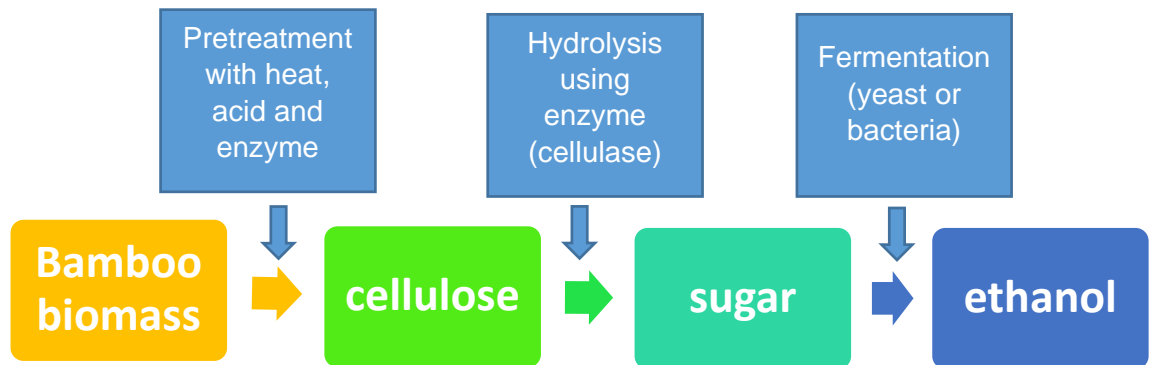 Pretreatment
with heat,
acid and
enzyme
Hydrolysis
using
enzyme
(cellulase)
Fermentation
(yeast or
bacteria)
Bamboo
biomass
cellulose
sugar
ethanol